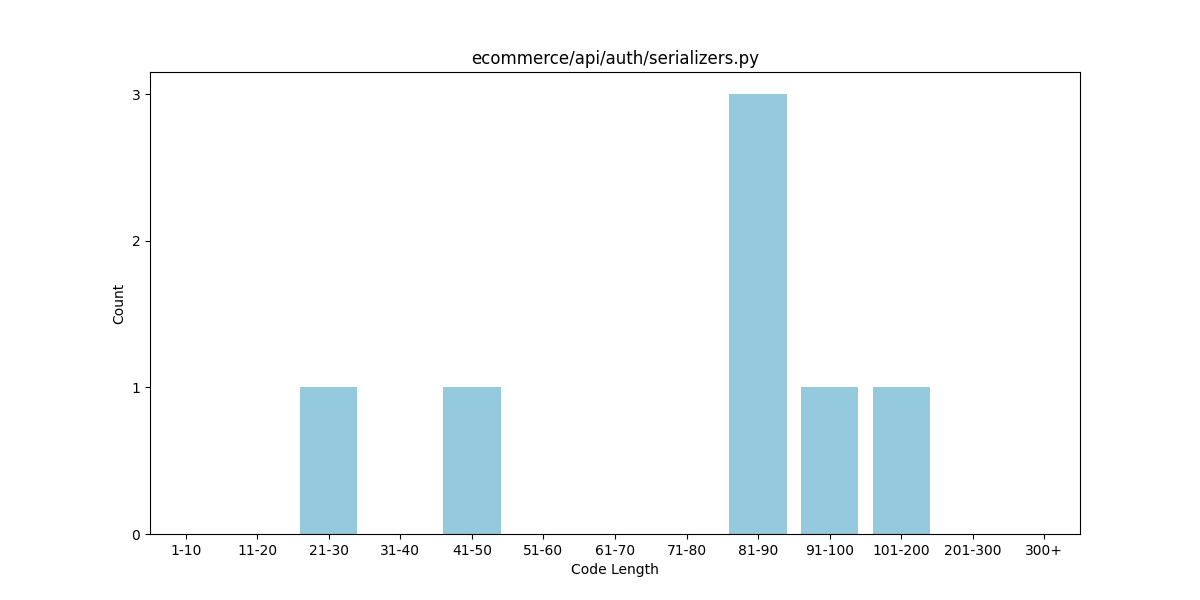 ecommerce/api/auth/serializers.py
3
2
1
0
Count
1-10 11-20 21-30 31-40 41-50 51-60 61-70 71-80 81-90 91-100 101-200 201-300 300+
Code Length